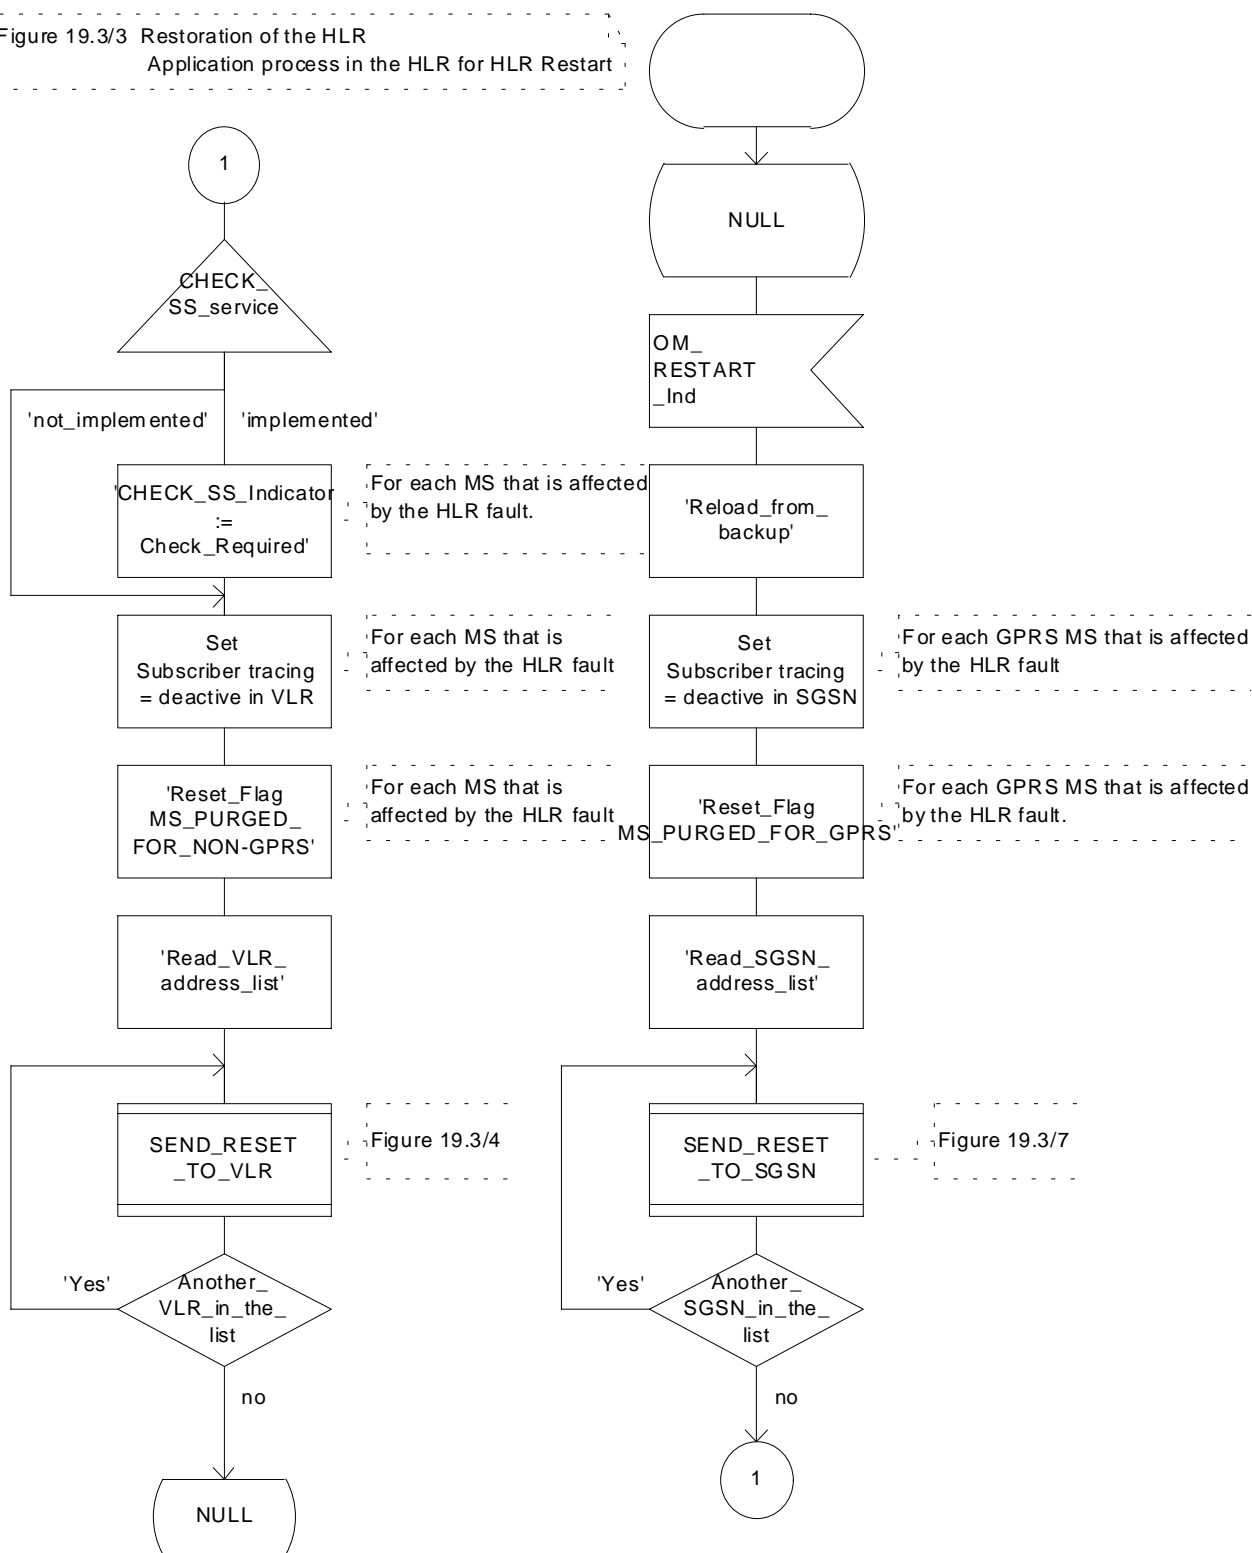 Figure 19.3/3 Restoration of the HLR
Application process in the HLR for HLR Restart
1
CHECK_
SS_service
'not_implemented'
'implemented'
'CHECK_SS_Indicator
:=
Check_Required'
For each MS that is affected
by the HLR fault.
Set
Subscriber tracing
= deactive in VLR
For each MS that is
affected by the HLR fault
'Reset_Flag
MS_PURGED_
FOR_NON-GPRS'
For each MS that is
affected by the HLR fault
'Read_VLR_
address_list'
SEND_RESET
_TO_VLR
Figure 19.3/4
'Yes'
Another_
VLR_in_the_
list
no
NULL
NULL
OM_
RESTART
_Ind
'Reload_from_
backup'
Set
Subscriber tracing
= deactive in SGSN
For each GPRS MS that is affected
by the HLR fault
'Reset_Flag
MS_PURGED_FOR_GPRS'
For each GPRS MS that is affected
by the HLR fault.
'Read_SGSN_
address_list'
SEND_RESET
_TO_SGSN
Figure 19.3/7
'Yes'
Another_
SGSN_in_the_
list
no
1